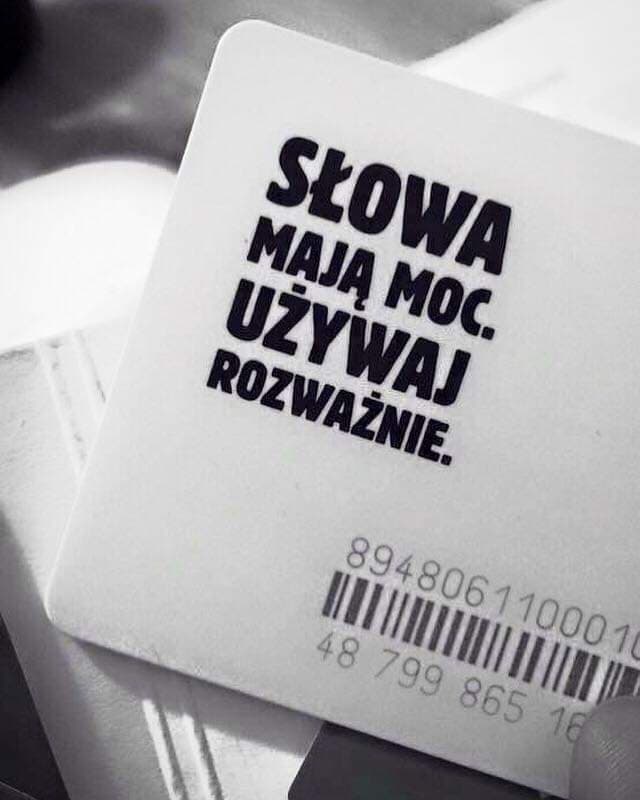 SŁOWA
MAJĄ MOC.
UŻYWAJ
ROZWAŻNIE.
894806110001
48 799 865 16